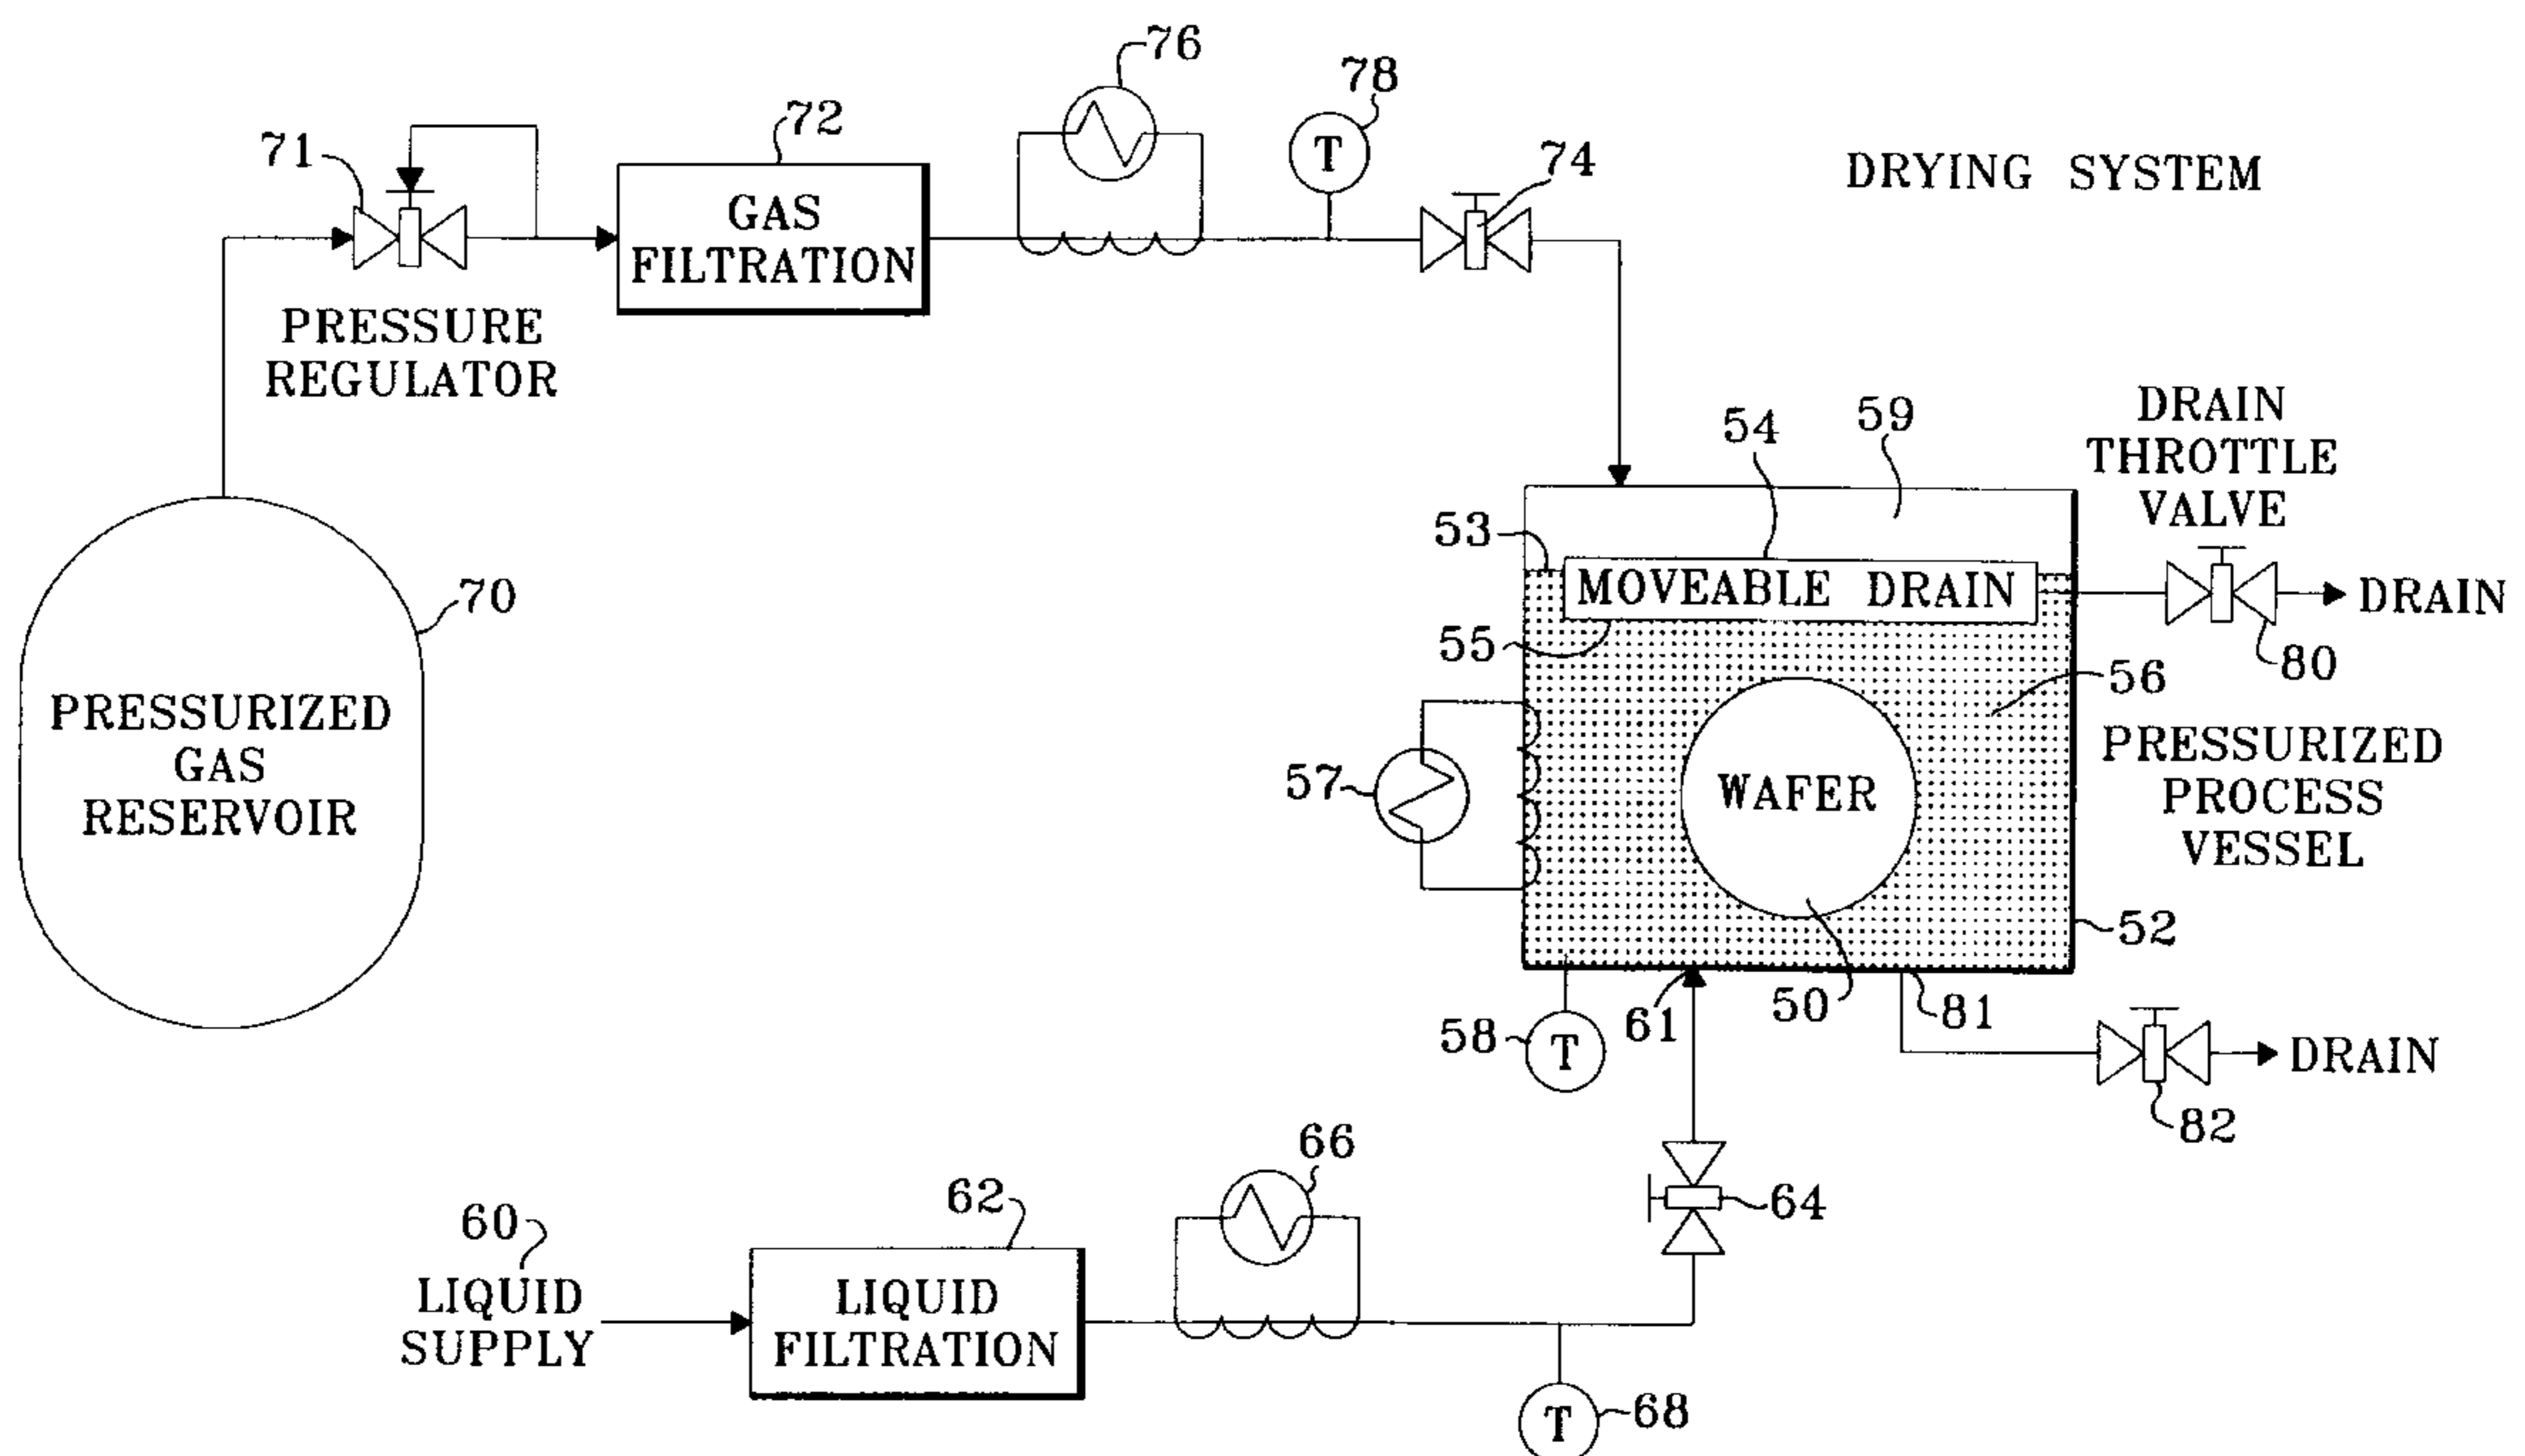 76
78
72
71
74
T
DRYING SYSTEM
GAS
FILTRATION
PRESSURE
REGULATOR
54
59
DRAIN
THROTTLE
VALVE
53
MOVEABLE DRAIN
DRAIN
70
55
80
56
PRESSURIZED
GAS
RESERVOIR
57
WAFER
PRESSURIZED
PROCESS
VESSEL
52
58
T
61
50
81
DRAIN
82
66
62
64
60
LIQUID
SUPPLY
LIQUID
FILTRATION
T
68